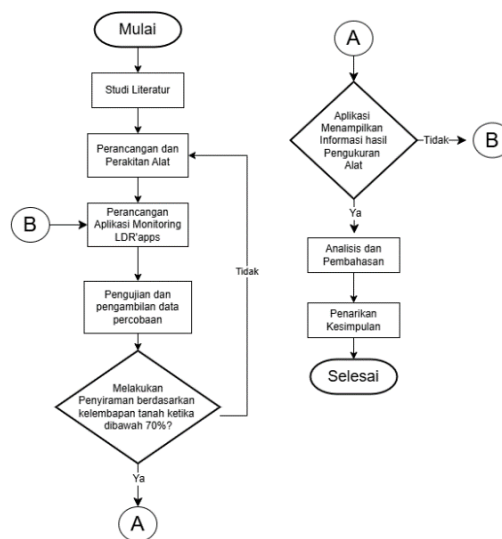 Mulai
Studi Literatur
Perancangan dan
Perakitan Alat
B
Perancangan
Aplikasi Monitoring
LDR'apps
Tidak
Pengujian dan
pengambilan data
percobaan
Melakukan
Penyiraman berdasarkan
kelembapan tanah ketika
dibawah 70%?
Ya
A
A
Aplikasi
Menampilkan
Informasi hasil
Pengukuran
Alat
Tidak
B
Ya
Analisis dan
Pembahasan
Penarikan
Kesimpulan
Selesai